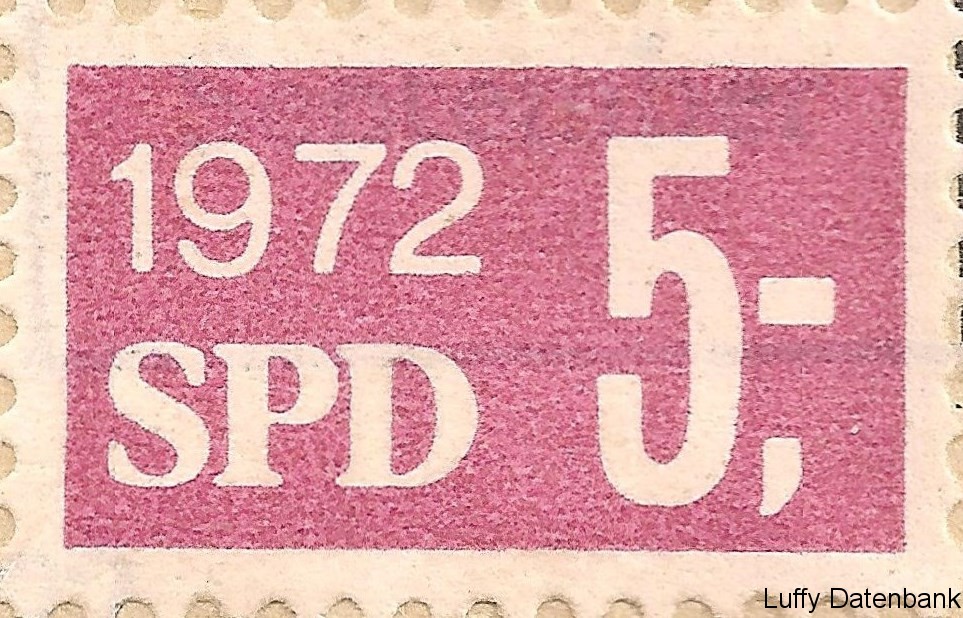 1972
SPD
5,-
Luffy Datenbank